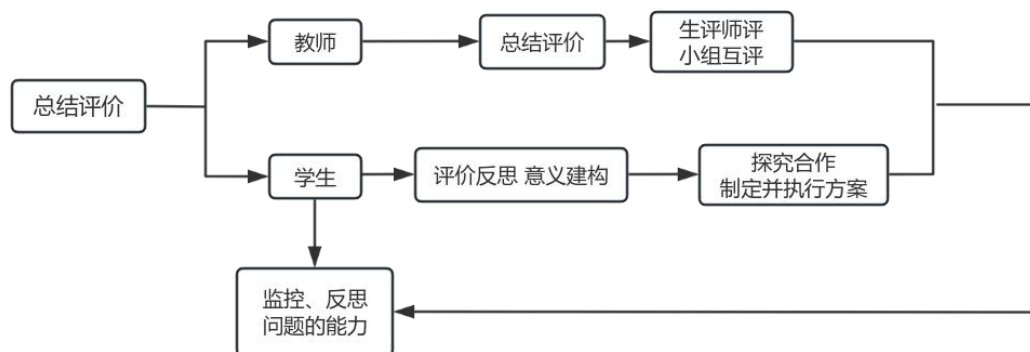 总结评价
教师
总结评价
生评师评
小组互评
学生
评价反思 意义建构
探究合作
制定并执行方案
监控、反思
问题的能力